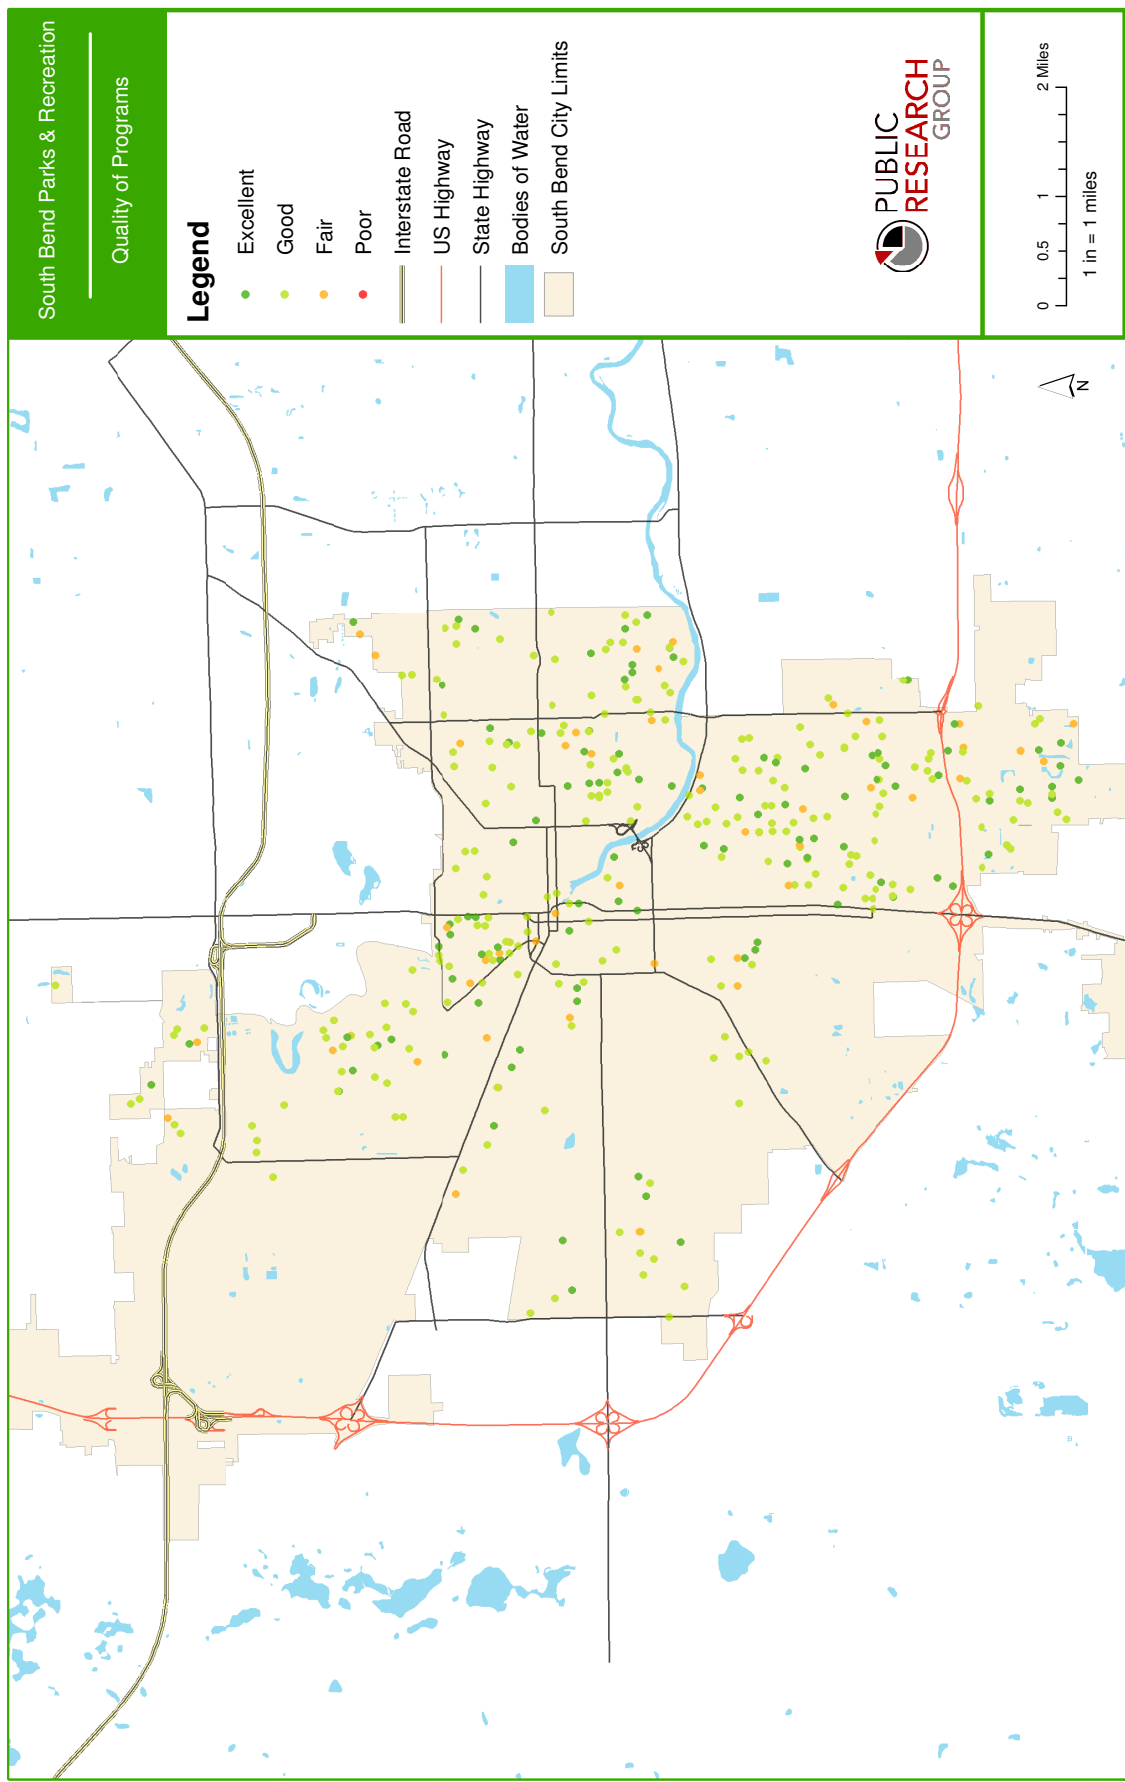 South Bend Parks & Recreation
Quality of Programs
Legend
Excellent
Good
Fair
Poor
Interstate Road
US Highway
State Highway
Bodies of Water
South Bend City Limits
PUBLIC
RESEARCH
GROUP
0 0.5 1 2 Miles
1 in = 1 miles
N